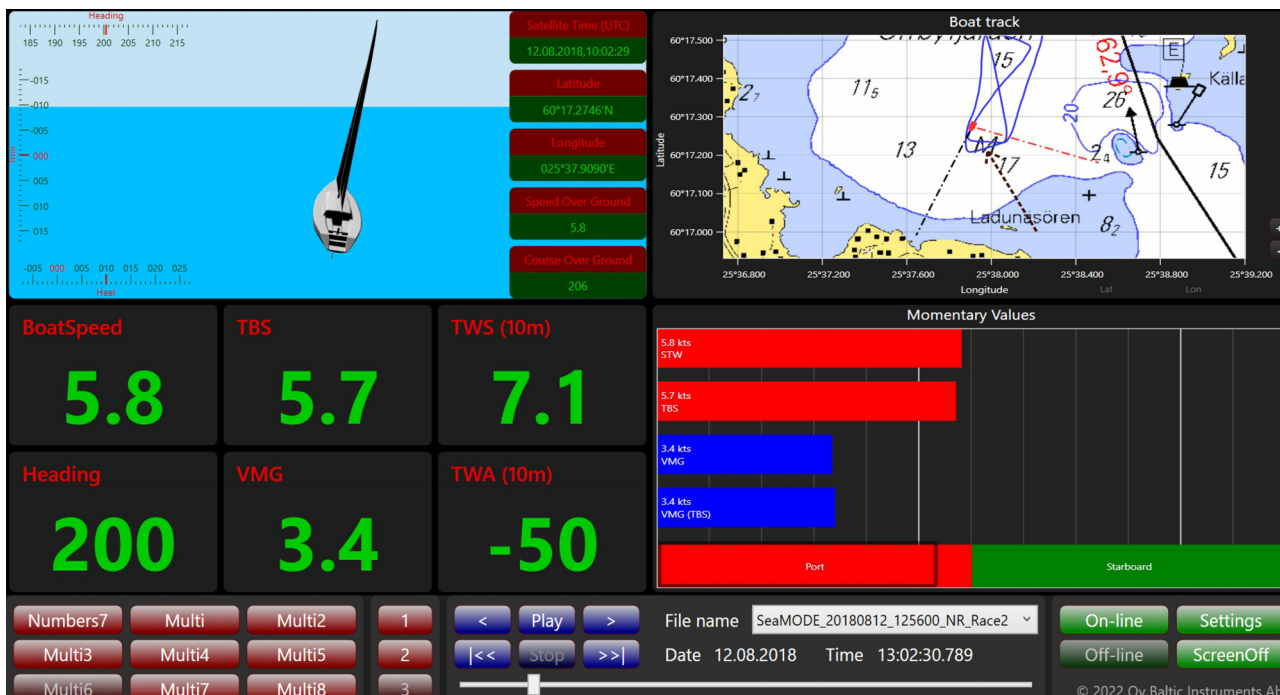 Heading
185 190 195 200 205 210 215
-015
-010
-005
000
005
010
015
-005 000 005 010 015 020 025
Heel
Satellite Time (UTC)
12.08.2018,10:02:29
Latitude
60°17.2746'N
Longitude
025°37.9090'E
Speed Over Ground
5.8
Course Over Ground
206
Boat track
Latitude
60°17.500
60°17.400
60°17.300
60°17.200
60°17.100
60°17.000
15
E
11₅
2₇
20
26
Källa
13
M
17
2₄
15
Ladunasören
8₂
25°36.800 25°37.200 25°37.600 25°38.000 25°38.400 25°38.800 25°39.200
Longitude Lat Lon
+
-
BoatSpeed
5.8
TBS
5.7
TWS (10m)
7.1
Heading
200
VMG
3.4
TWA (10m)
-50
Momentary Values
5.8 kts
STW
5.7 kts
TBS
3.4 kts
VMG
3.4 kts
VMG (TBS)
Port Starboard
Numbers7 Multi Multi2 1
Multi3 Multi4 Multi5 2
Multi6 Multi7 Multi8 3
< Play >
|<< Stop >>|
File name SeaMODE_20180812_125600_NR_Race2
Date 12.08.2018 Time 13:02:30.789
On-line Settings
Off-line ScreenOff
© 2022 Oy Baltic Instruments